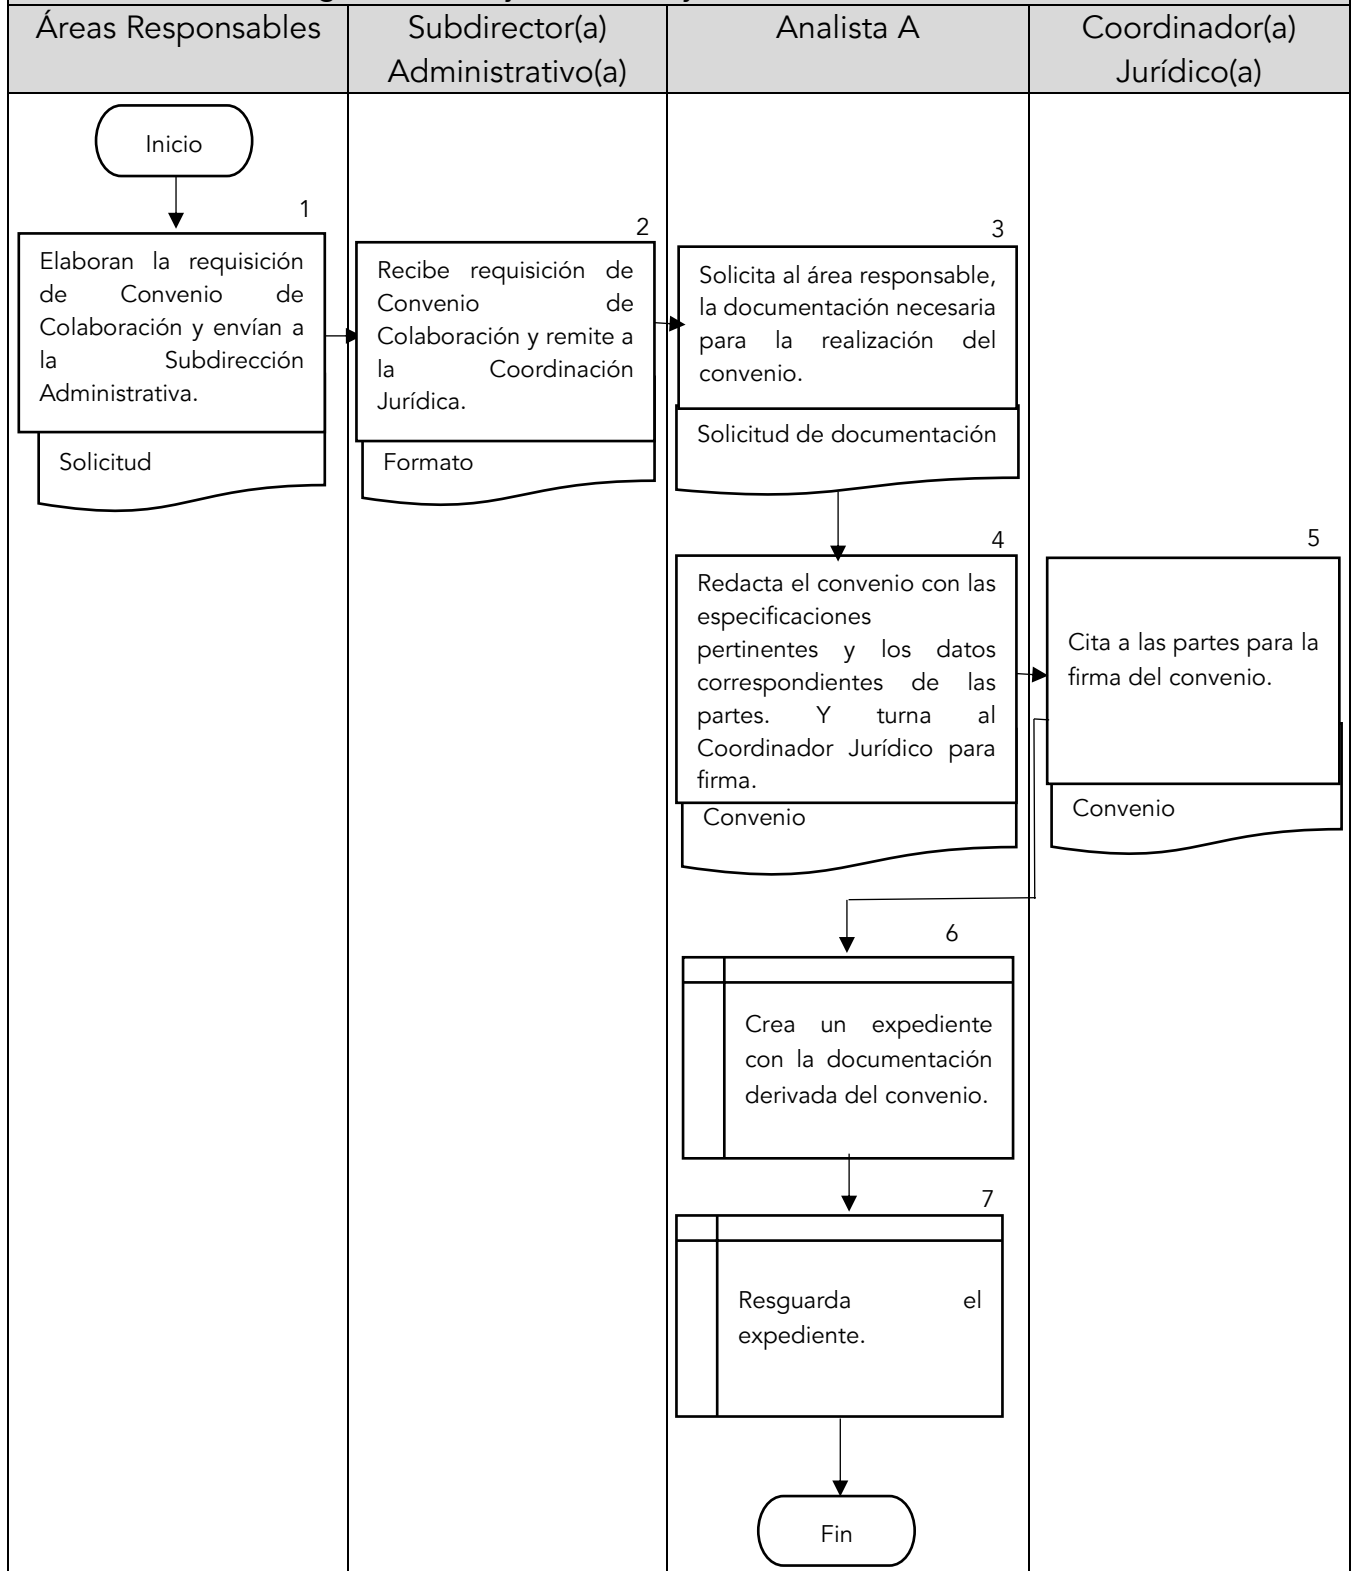 Áreas Responsables
Subdirector(a)
Administrativo(a)
Analista A
Coordinador(a)
Jurídico(a)
Inicio
1
Elaboran la requisición
de Convenio de
Colaboración y envían a
la Subdirección
Administrativa.
Solicitud
2
Recibe requisición de
Convenio de
Colaboración y remite a
la Coordinación
Jurídica.
Formato
3
Solicita al área responsable,
la documentación necesaria
para la realización del
convenio.
Solicitud de documentación
4
Redacta el convenio con las
especificaciones
pertinentes y los datos
correspondientes de las
partes. Y turna al
Coordinador Jurídico para
firma.
Convenio
5
Cita a las partes para la
firma del convenio.
Convenio
6
Crea un expediente
con la documentación
derivada del convenio.
7
Resguarda el
expediente.
Fin